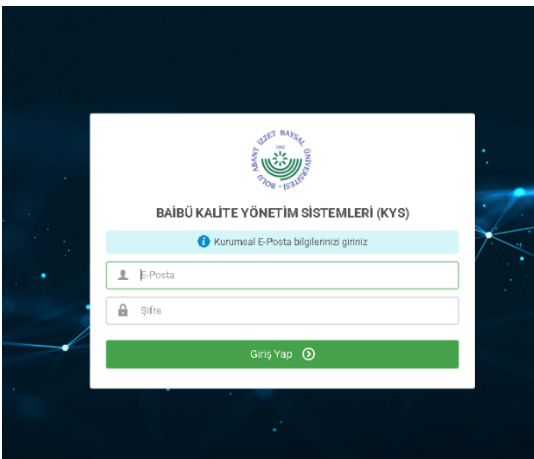 BOLU ABANT İZZET BAYSAL ÜNİVERSİTESİ
1992
BOLU - 
BAİBÜ KALİTE YÖNETİM SİSTEMLERİ (KYS)
Kurumsal E-Posta bilgilerinizi giriniz
E-Posta
Şifre
Giriş Yap